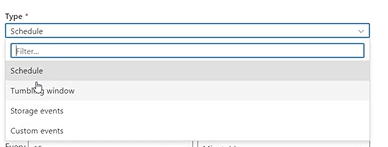 Type *
Schedule
Filter...
Schedule
Tumbling window
Storage events
Custom events